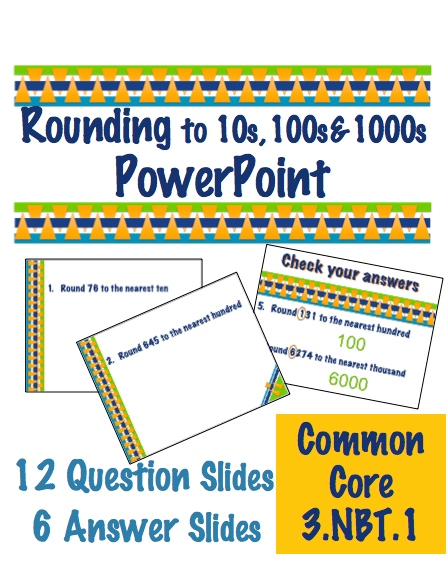 Rounding to 10s, 100s & 1000s
PowerPoint
1. Round 76 to the nearest ten
2. Round 645 to the nearest hundred
Check your answers
5. Round 131 to the nearest hundred
100
ound 6274 to the nearest thousand
6000
12 Question Slides
6 Answer Slides
Common
Core
3.NBT.1